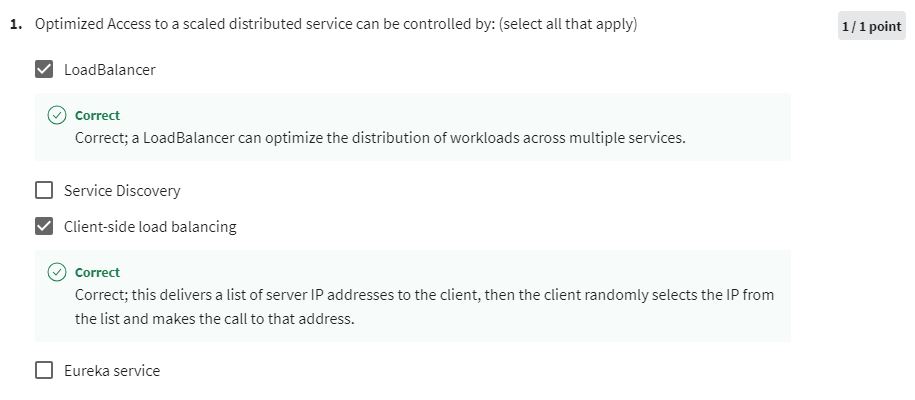 1. Optimized Access to a scaled distributed service can be controlled by: (select all that apply)
1 / 1 point
LoadBalancer
Correct
Correct; a LoadBalancer can optimize the distribution of workloads across multiple services.
Service Discovery
Client-side load balancing
Correct
Correct; this delivers a list of server IP addresses to the client, then the client randomly selects the IP from
the list and makes the call to that address.
Eureka service